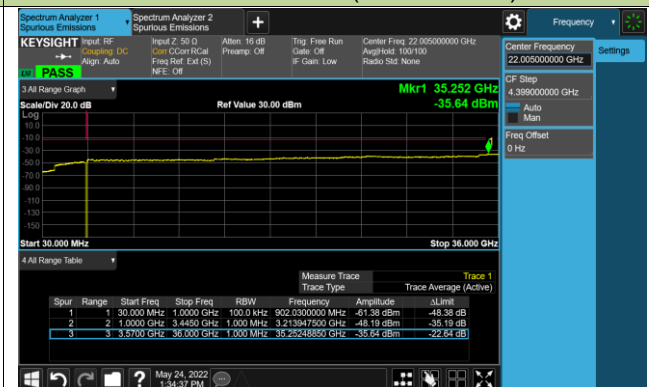 Spectrum Analyzer 1
Spurious Emissions
Spectrum Analyzer 2
Spurious Emissions
Frequency
KEYSIGHT
Input: RF
Coupling: DC
Align: Auto
Input Z: 50 Ω
Corr CCorr RCal
Freq Ref: Ext (S)
NFE: Off
Atten: 16 dB
Preamp: Off
Trig: Free Run
Gate: Off
IF Gain: Low
Center Freq: 22.005000000 GHz
Avg|Hold: 100/100
Radio Std: None
PASS
Center Frequency
22.005000000 GHz
Settings
CF Step
4.399000000 GHz
Auto
Man
Freq Offset
0 Hz
3 All Range Graph
Mkr1 35.252 GHz
Scale/Div 20.0 dB
Ref Value 30.00 dBm
-35.64 dBm
Log
10.0
-10.0
-30.0
-50.0
-70.0
-90.0
-110
-130
-150
Start 30.000 MHz
Stop 36.000 GHz
4 All Range Table
Measure Trace Trace 1
Trace Type Trace Average (Active)
Spur Range Start Freq Stop Freq RBW Frequency Amplitude ΔLimit
1 1 30.000 MHz 1.0000 GHz 100.0 kHz 902.0300000 MHz -61.38 dBm -48.38 dB
2 2 1.0000 GHz 3.4450 GHz 1.000 MHz 3.213947500 GHz -48.19 dBm -35.19 dB
3 3 3.5700 GHz 36.000 GHz 1.000 MHz 35.25248850 GHz -35.64 dBm -22.64 dB
May 24, 2022
1:34:37 PM